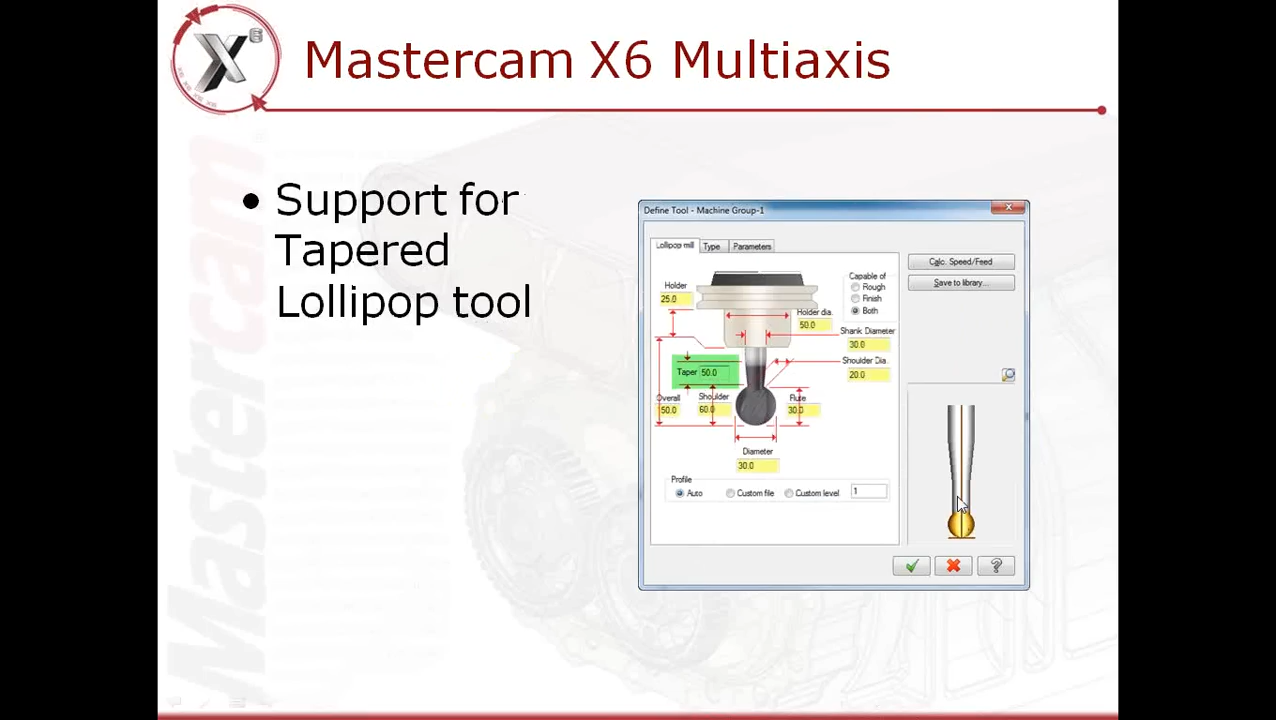 Mastercam X6 Multiaxis
• Support for
Tapered
Lollipop tool
Define Tool - Machine Group-1
Lollipop mill
Type
Parameters
Calc. Speed/Feed
Save to library...
Capable of
Rough
Finish
Both
Holder
25.0
Holder dia.
50.0
Shank Diameter
30.0
Shoulder Dia.
20.0
Taper 50.0
Overall
50.0
Shoulder
60.0
Flute
30.0
Diameter
30.0
Profile
Auto
Custom file
Custom level
1
Mastercam